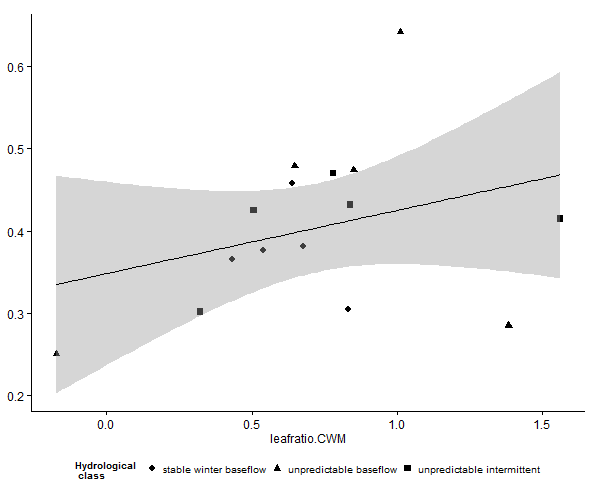 0.6
0.5
0.4
0.3
0.2
0.0 0.5 1.0 1.5
leafratio.CWM
Hydrological
class
stable winter baseflow unpredictable baseflow unpredictable intermittent